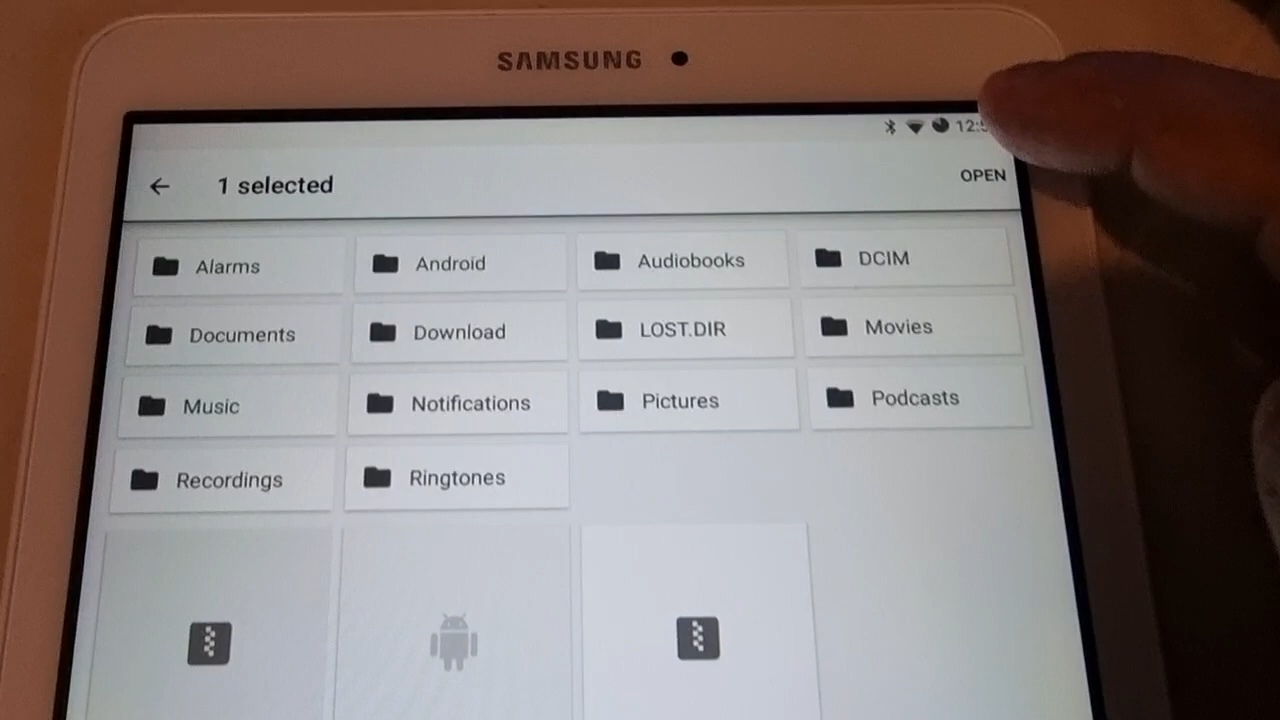 SAMSUNG
1 selected
OPEN
Alarms
Android
Audiobooks
DCIM
Documents
Download
LOST.DIR
Movies
Music
Notifications
Pictures
Podcasts
Recordings
Ringtones